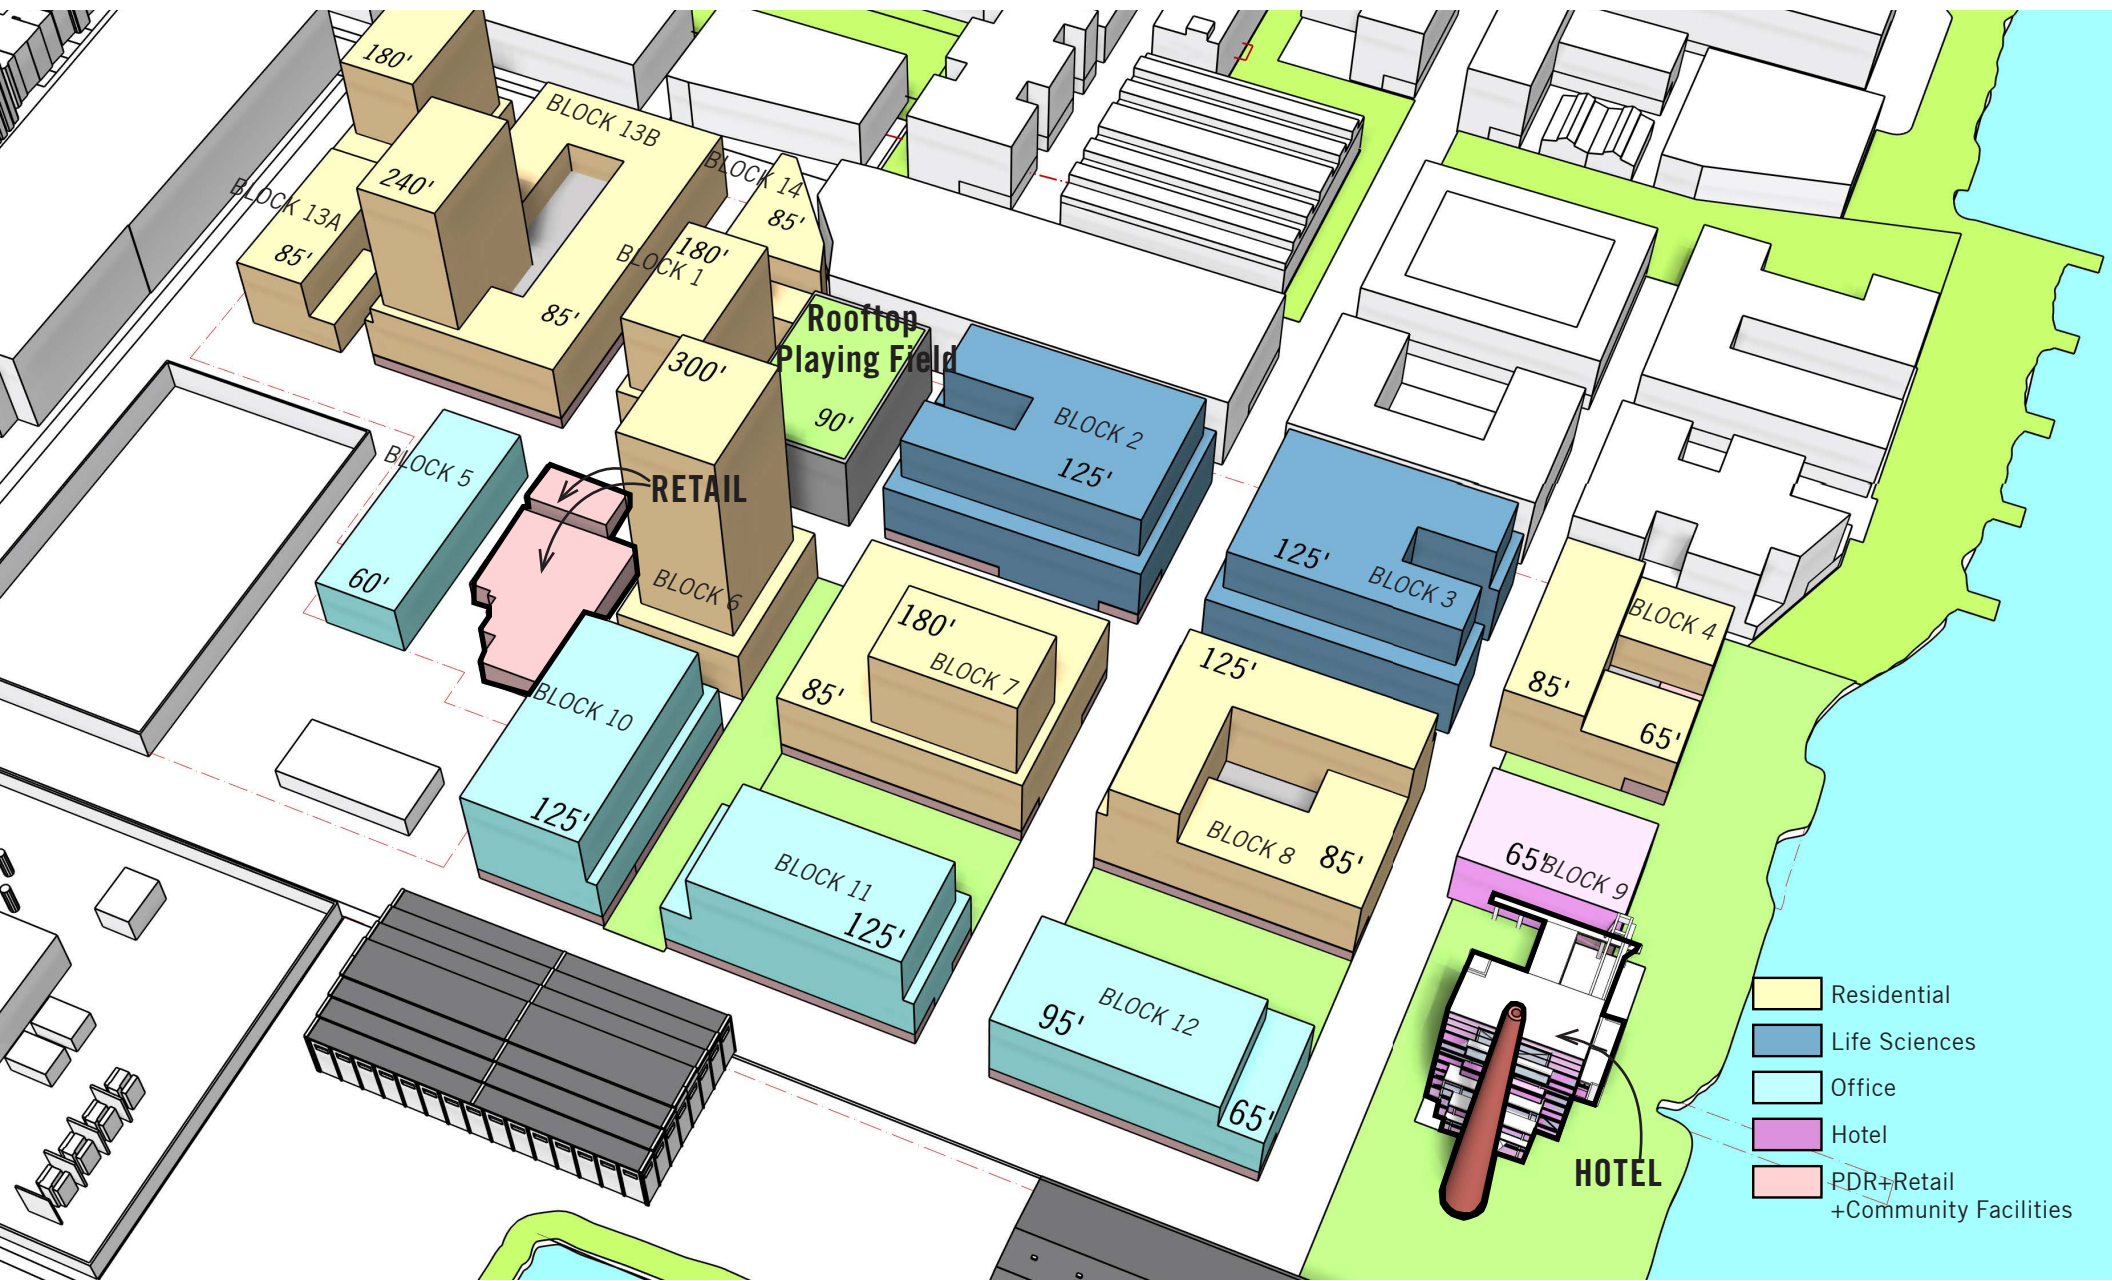 180'
BLOCK 13B
240'
BLOCK 14
BLOCK 13A
85'
85'
180'
BLOCK 1
85'
Rooftop
Playing Field
300'
90'
BLOCK 2
125'
BLOCK 5
60'
RETAIL
BLOCK 6
125'
BLOCK 3
BLOCK 4
85'
65'
180'
BLOCK 7
85'
125'
BLOCK 10
125'
BLOCK 8
85'
BLOCK 11
125'
65'
BLOCK 9
BLOCK 12
95'
65'
HOTEL
Residential
Life Sciences
Office
Hotel
PDR+Retail
+Community Facilities